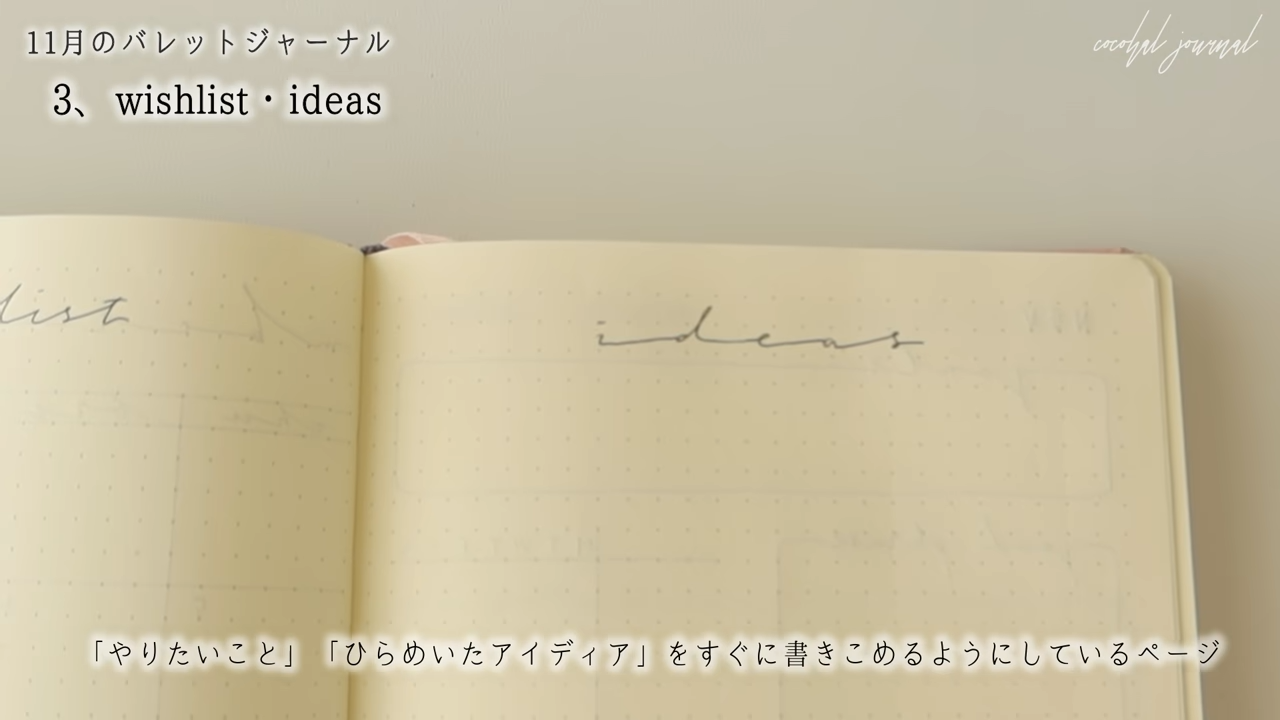 11月のバレットジャーナル
cocohal journal
3、wishlist・ideas
list
ideas
「やりたいこと」「ひらめいたアイディア」をすぐに書きこめるようにしているページ